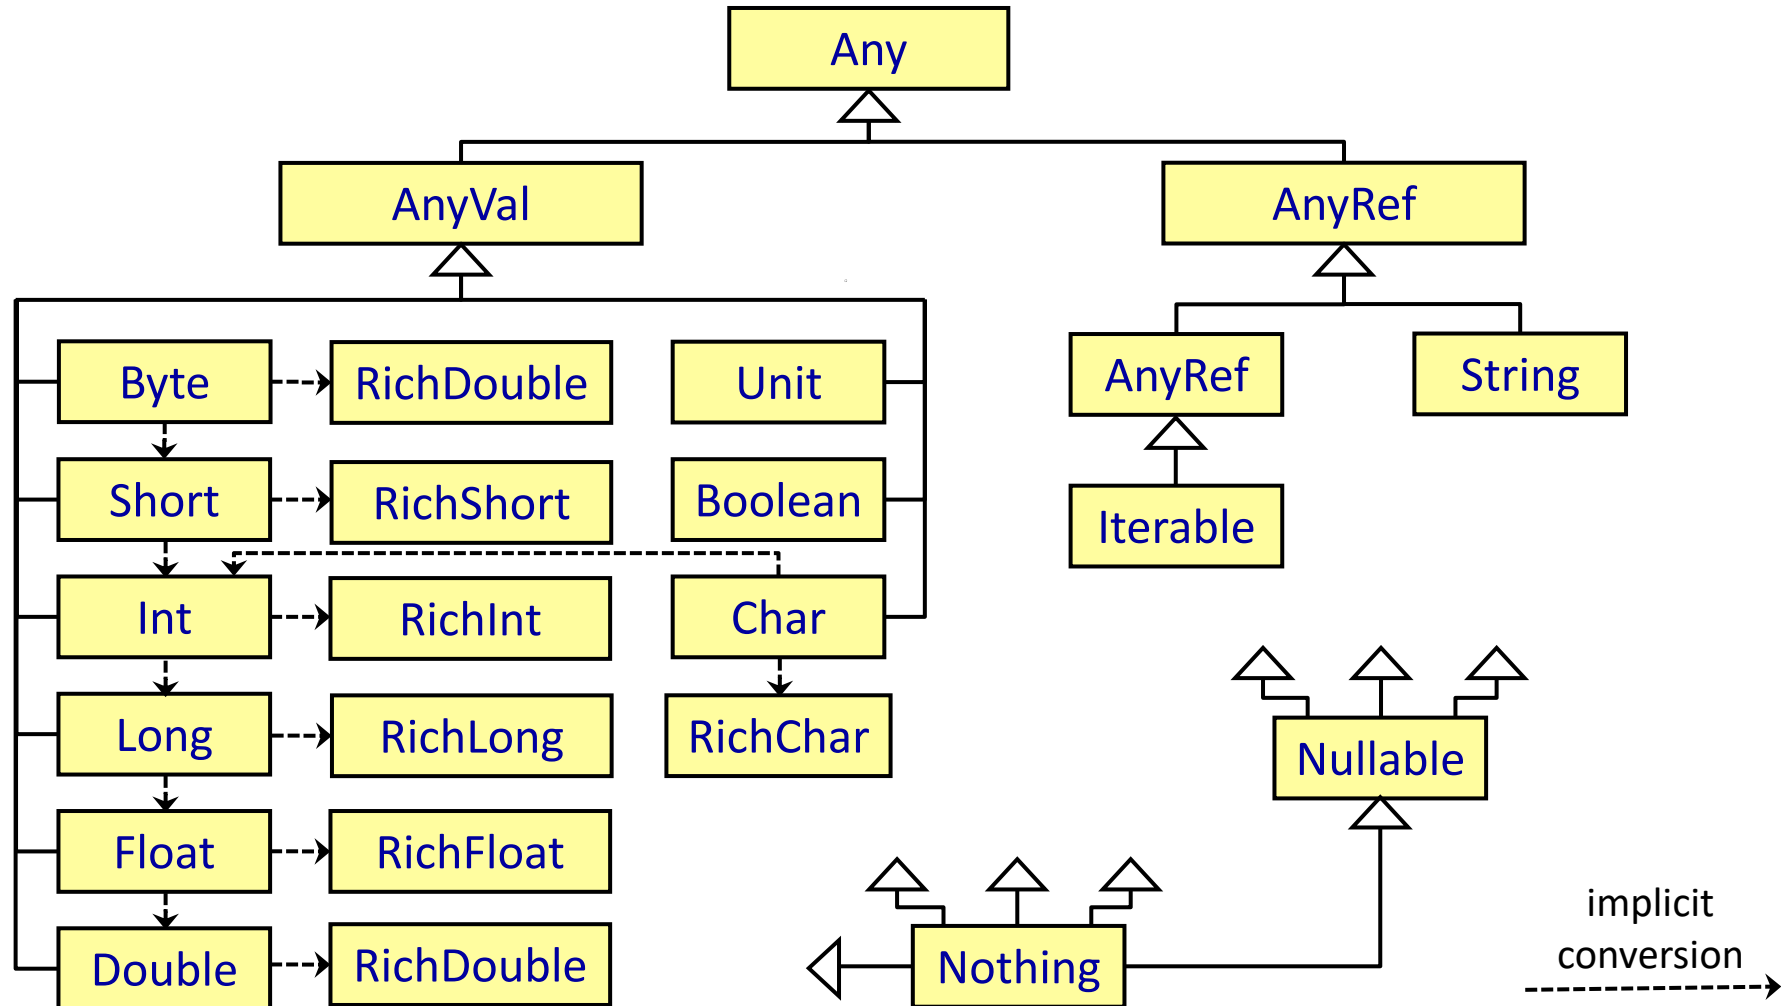 Any
AnyVal
AnyRef
Byte
RichDouble
Unit
AnyRef
String
Short
RichShort
Boolean
Iterable
Int
RichInt
Char
Long
RichLong
RichChar
Nullable
Float
RichFloat
Double
RichDouble
Nothing
implicit
conversion